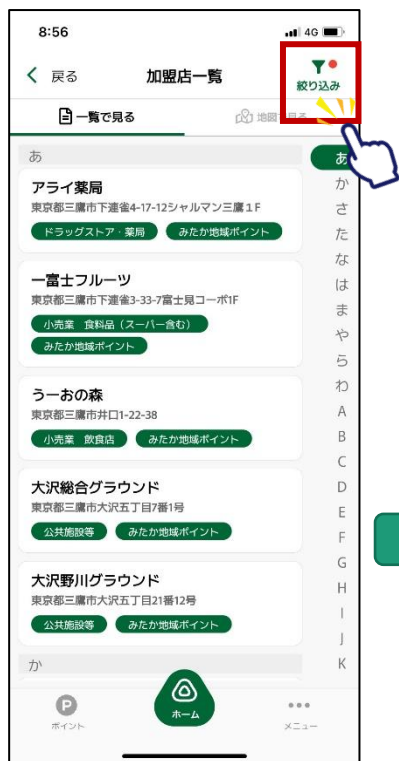 8:56
4G
戻る
加盟店一覧
絞り込み
一覧で見る
地図で見る
あ
アライ薬局
東京都三鷹市下連雀4-17-12シャルマン三鷹1F
ドラッグストア・薬局
みたか地域ポイント
一富士フルーツ
東京都三鷹市下連雀3-33-7富士見コーポ1F
小売業 食料品（スーパー含む）
みたか地域ポイント
うーおの森
東京都三鷹市井口1-22-38
小売業 飲食店
みたか地域ポイント
大沢総合グラウンド
東京都三鷹市大沢五丁目7番1号
公共施設等
みたか地域ポイント
大沢野川グラウンド
東京都三鷹市大沢五丁目21番12号
公共施設等
みたか地域ポイント
か
あ
か
さ
た
な
は
ま
や
ら
わ
A
B
C
D
E
F
G
H
I
J
K
P
ポイント
ホーム
メニュー